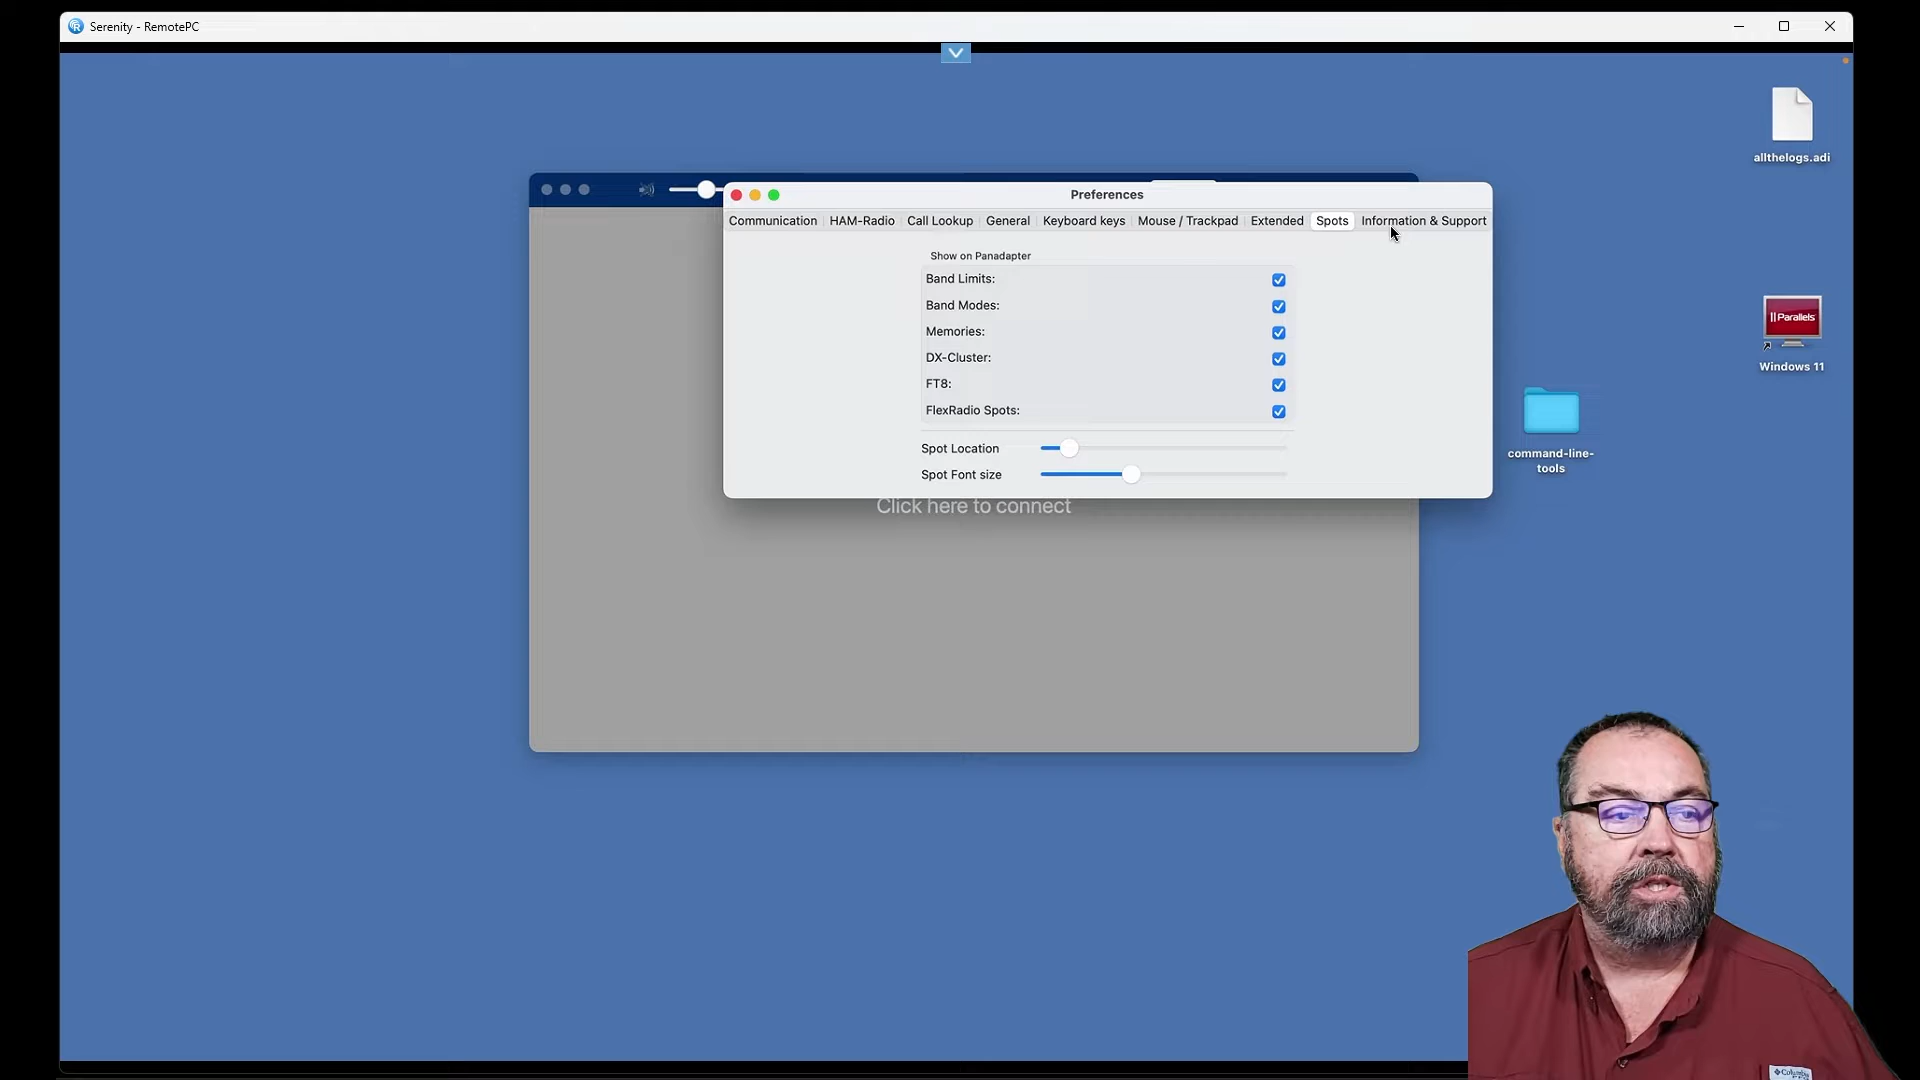 Serenity - RemotePC
allthelogs.adi
Preferences
Communication
HAM-Radio
Call Lookup
General
Keyboard keys
Mouse / Trackpad
Extended
Spots
Information & Support
Show on Panadapter
Band Limits:
Band Modes:
Memories:
DX-Cluster:
FT8:
FlexRadio Spots:
Spot Location
Spot Font size
Click here to connect
|| Parallels
Windows 11
command-line-
tools
Columbia